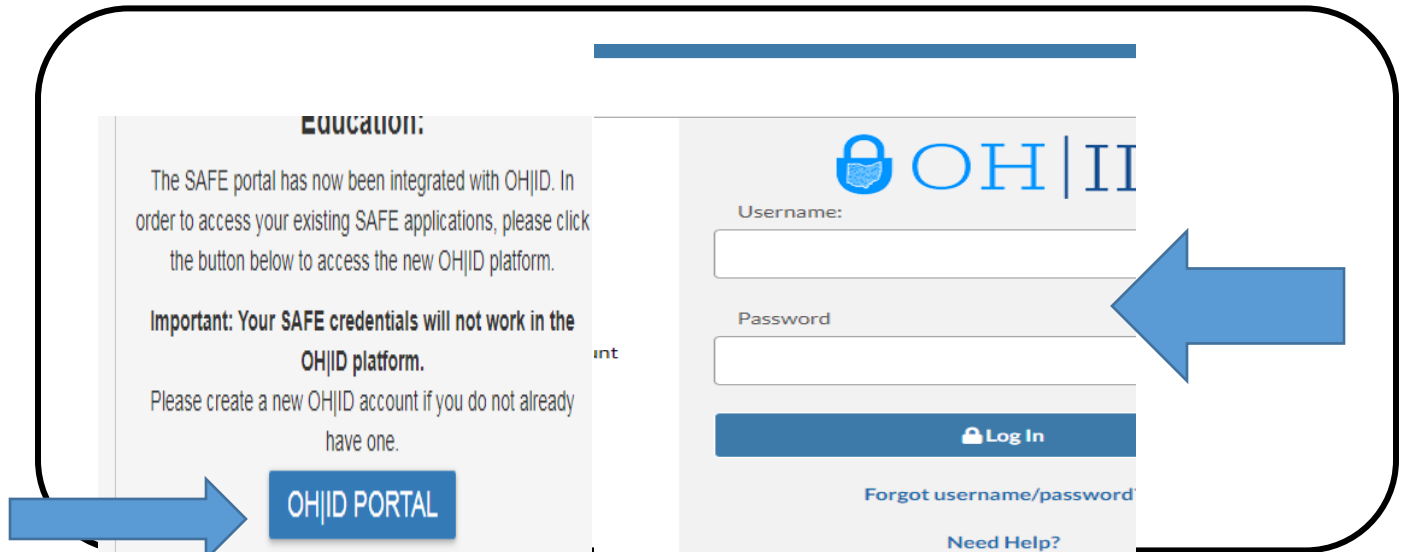 Education:
The SAFE portal has now been integrated with OH|ID. In
order to access your existing SAFE applications, please click
the button below to access the new OH|ID platform.
Important: Your SAFE credentials will not work in the
OH|ID platform.
Please create a new OH|ID account if you do not already
have one.
OH|ID PORTAL
unt
OH|I
Username:
Password
Log In
Forgot username/password
Need Help?